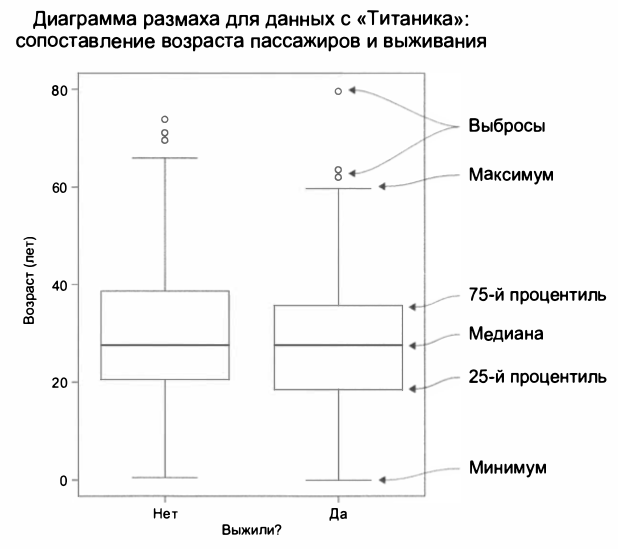 Диаграмма размаха для данных с «Титаника»:
сопоставление возраста пассажиров и выживания
80
60
40
20
0
Возраст (лет)
Нет
Да
Выжили?
Выбросы
Максимум
75-й процентиль
Медиана
25-й процентиль
Минимум